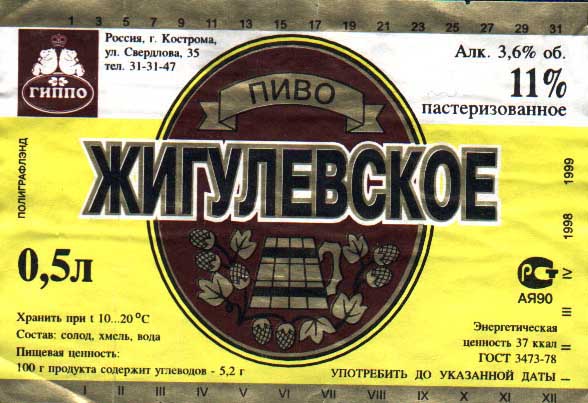 1 3 5 7 9 11 13 15 17 19 21 23 25 27 29 31
ГИППО
Россия, г. Кострома,
ул. Свердлова, 35
тел. 31-31-47
Алк. 3,6% об.
11%
пастеризованное
ПИВО
ЖИГУЛЕВСКОЕ
ПОЛИГРАФЛЭНД
0,5л
Хранить при t 10...20 °C
Состав: солод, хмель, вода
Пищевая ценность:
100 г продукта содержит углеводов - 5,2 г
1998 1999
РСТ
АЯ90
Энергетическая
ценность 37 ккал
ГОСТ 3473-78
УПОТРЕБИТЬ ДО УКАЗАННОЙ ДАТЫ
I II III IV
I II III IV V VI VII VIII IX X XI XII